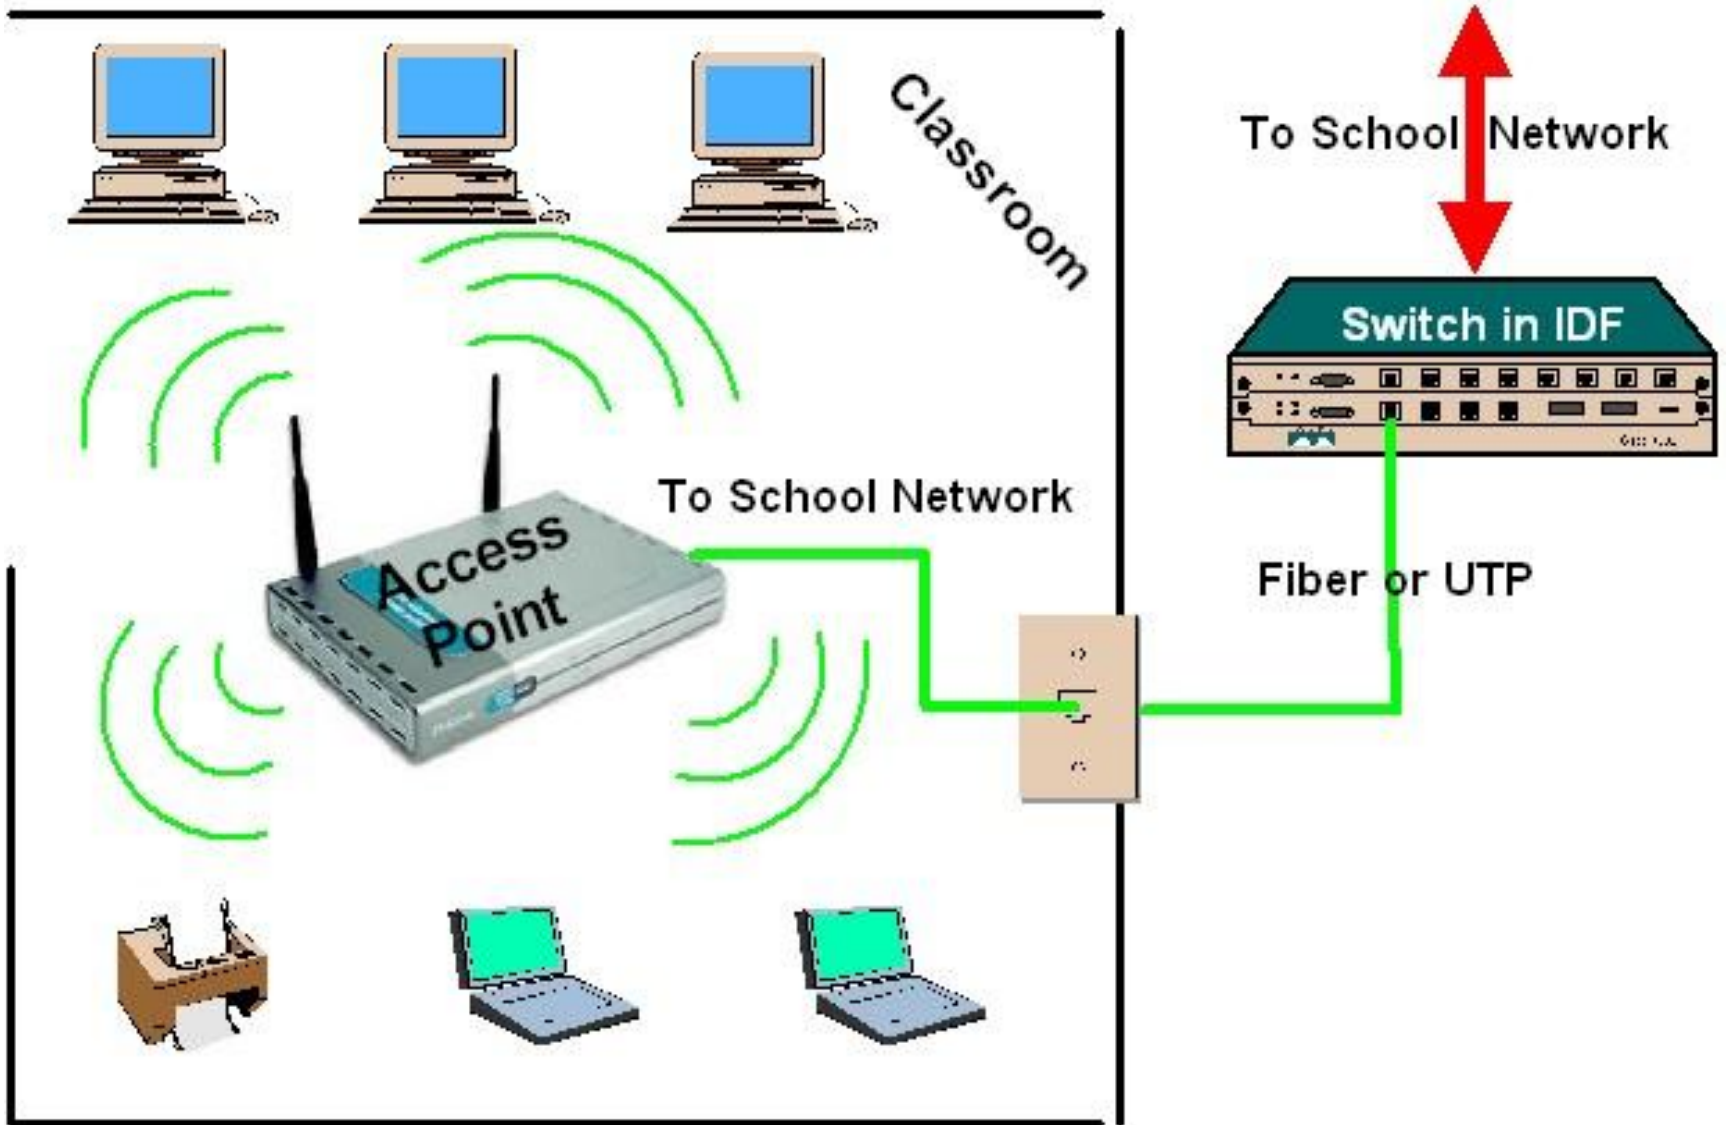 Classroom
To School Network
Switch in IDF
To School Network
Access
Point
Fiber or UTP